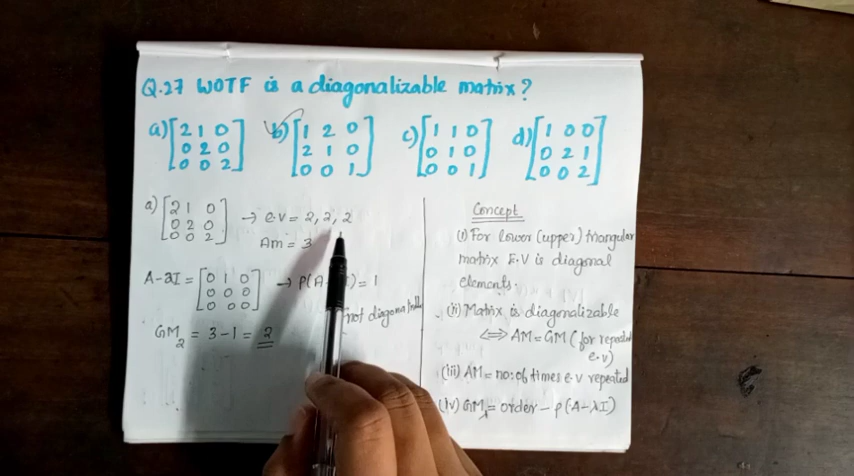 Q.27 WOTF is a diagonalizable matrix?
a) [2 1 0 b) [1 2 0 c) [1 1 0 d) [1 0 0
0 2 0 2 1 0 0 1 0 0 2 1
0 0 2] 0 0 1] 0 0 1] 0 0 2]
a) [2 1 0
0 2 0
0 0 2] → e.v = 2, 2, 2
Am = 3
A-2I = [0 1 0
0 0 0
0 0 0] → ρ(A- I) = 1
not diagonalizable
GM₂ = 3-1 = 2
Concept
(i) For lower (upper) triangular
matrix E.V is diagonal
elements.
(ii) Matrix is diagonalizable
⟺ AM = GM (for repeated
e.v)
(iii) AM = no: of times e.v repeated
(iv) GM = order - ρ(A-λI)